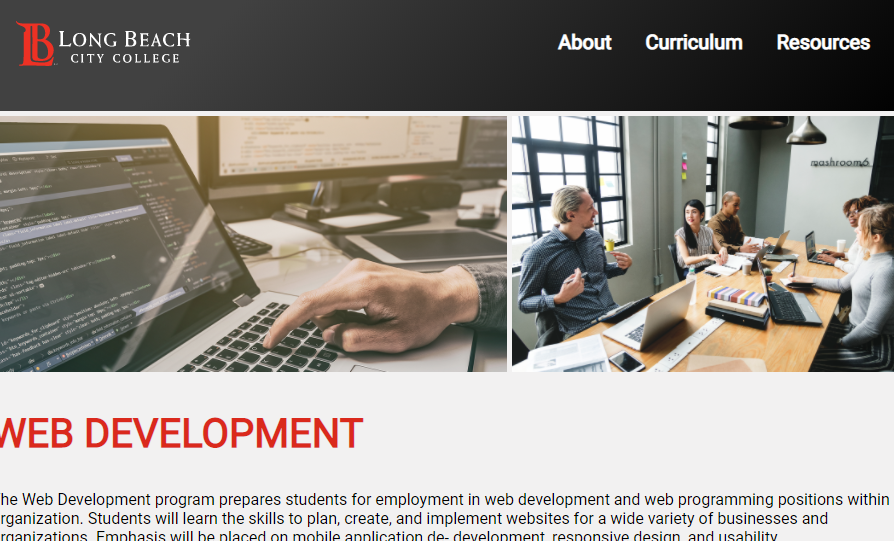 LONG BEACH
CITY COLLEGE
About
Curriculum
Resources
mashroom6
WEB DEVELOPMENT
he Web Development program prepares students for employment in web development and web programming positions within
rganization. Students will learn the skills to plan, create, and implement websites for a wide variety of businesses and
rganizations. Emphasis will be placed on mobile application de- development, responsive design, and usability.